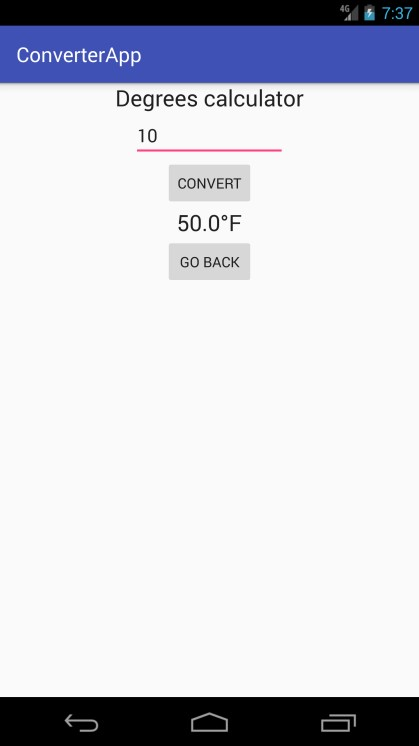 4G 7:37
ConverterApp
Degrees calculator
10
CONVERT
50.0°F
GO BACK